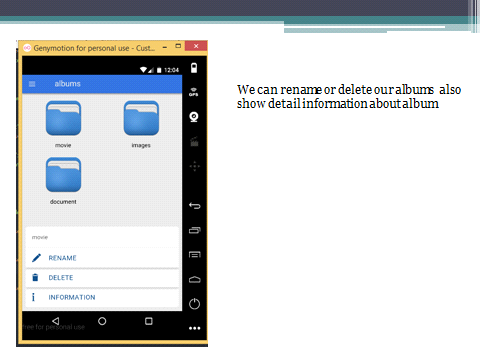 Genymotion for personal use - Cust...
12:04
albums
GPS
movie
images
document
movie
RENAME
DELETE
INFORMATION
free for personal use
We can rename or delete our albums also
show detail information about album